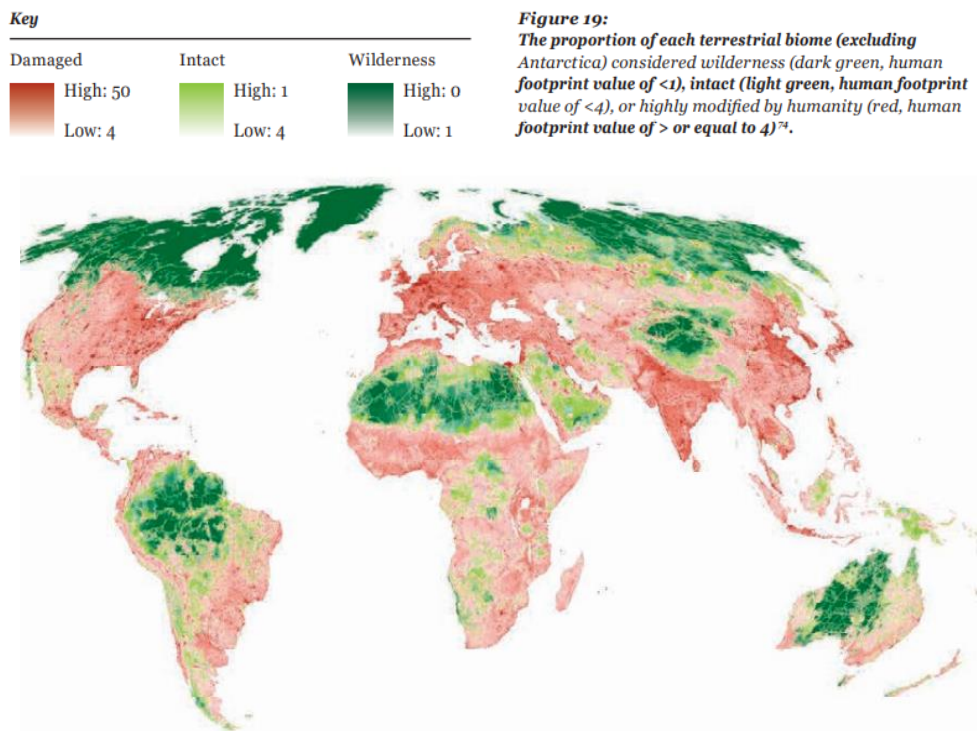 Key
Damaged
Intact
Wilderness
High: 50
High: 1
High: 0
Low: 4
Low: 4
Low: 1
Figure 19:
The proportion of each terrestrial biome (excluding
Antarctica) considered wilderness (dark green, human
footprint value of <1), intact (light green, human footprint
value of <4), or highly modified by humanity (red, human
footprint value of > or equal to 4)⁷⁴.